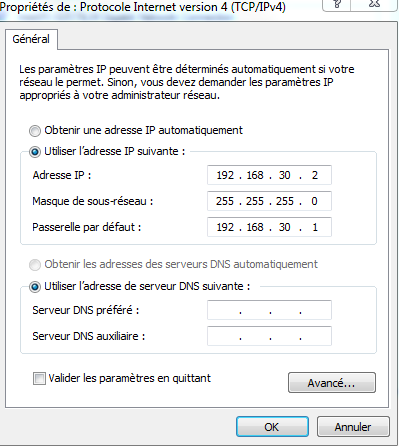 Propriétés de : Protocole Internet version 4 (TCP/IPv4)
Général
Les paramètres IP peuvent être déterminés automatiquement si votre
réseau le permet. Sinon, vous devez demander les paramètres IP
appropriés à votre administrateur réseau.
Obtenir une adresse IP automatiquement
Utiliser l'adresse IP suivante :
Adresse IP : 192 . 168 . 30 . 2
Masque de sous-réseau : 255 . 255 . 255 . 0
Passerelle par défaut : 192 . 168 . 30 . 1
Obtenir les adresses des serveurs DNS automatiquement
Utiliser l'adresse de serveur DNS suivante :
Serveur DNS préféré : . . .
Serveur DNS auxiliaire : . . .
Valider les paramètres en quittant
Avancé...
OK Annuler